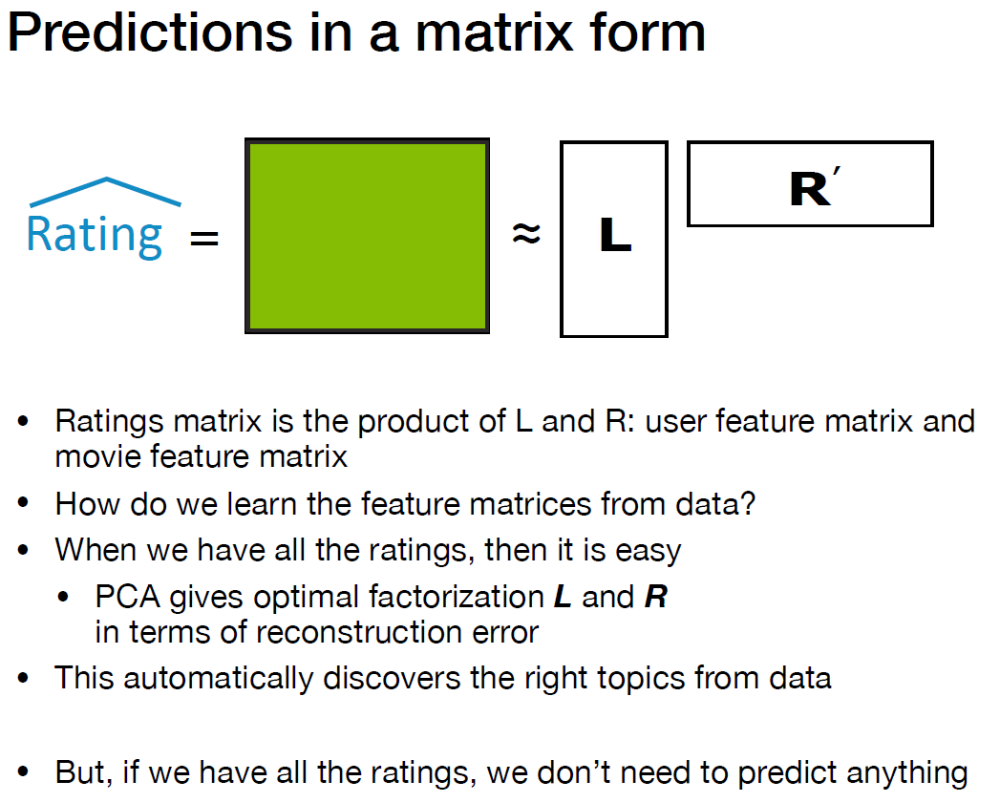 Predictions in a matrix form
Rating = ≈ L R′
• Ratings matrix is the product of L and R: user feature matrix and
movie feature matrix
• How do we learn the feature matrices from data?
• When we have all the ratings, then it is easy
• PCA gives optimal factorization L and R
in terms of reconstruction error
• This automatically discovers the right topics from data
• But, if we have all the ratings, we don’t need to predict anything